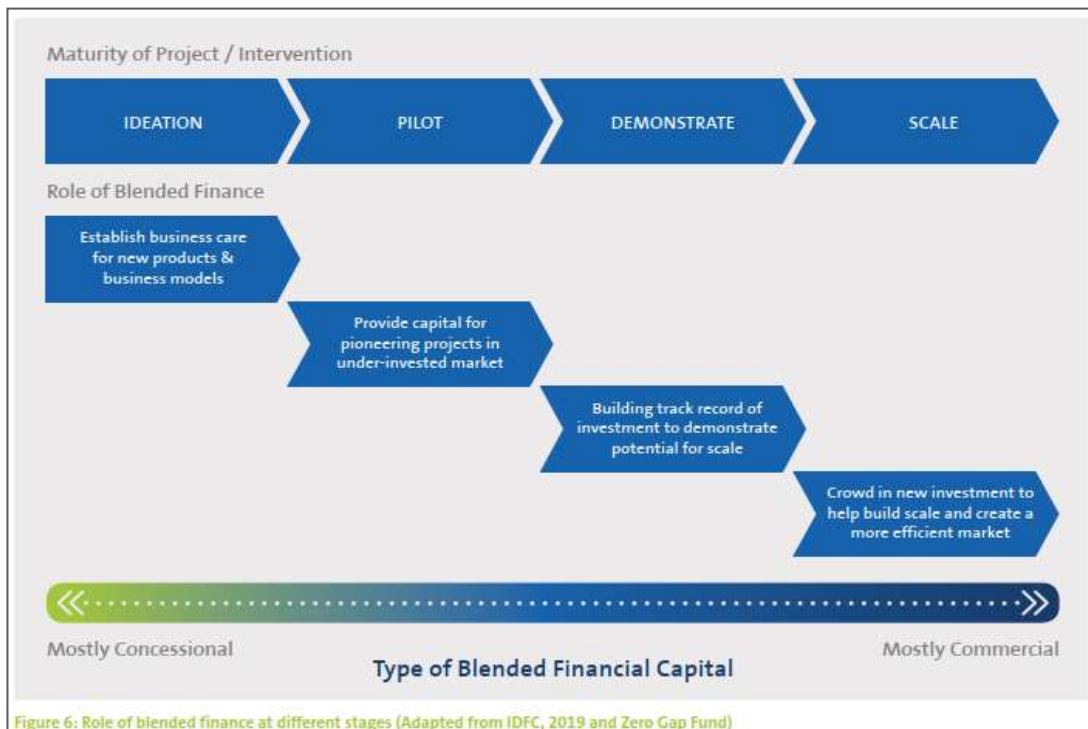 Maturity of Project / Intervention
IDEATION
PILOT
DEMONSTRATE
SCALE
Role of Blended Finance
Establish business care
for new products &
business models
Provide capital for
pioneering projects in
under-invested market
Building track record of
investment to demonstrate
potential for scale
Crowd in new investment to
help build scale and create a
more efficient market
Mostly Concessional
Mostly Commercial
Type of Blended Financial Capital
Figure 6: Role of blended finance at different stages (Adapted from IDFC, 2019 and Zero Gap Fund)